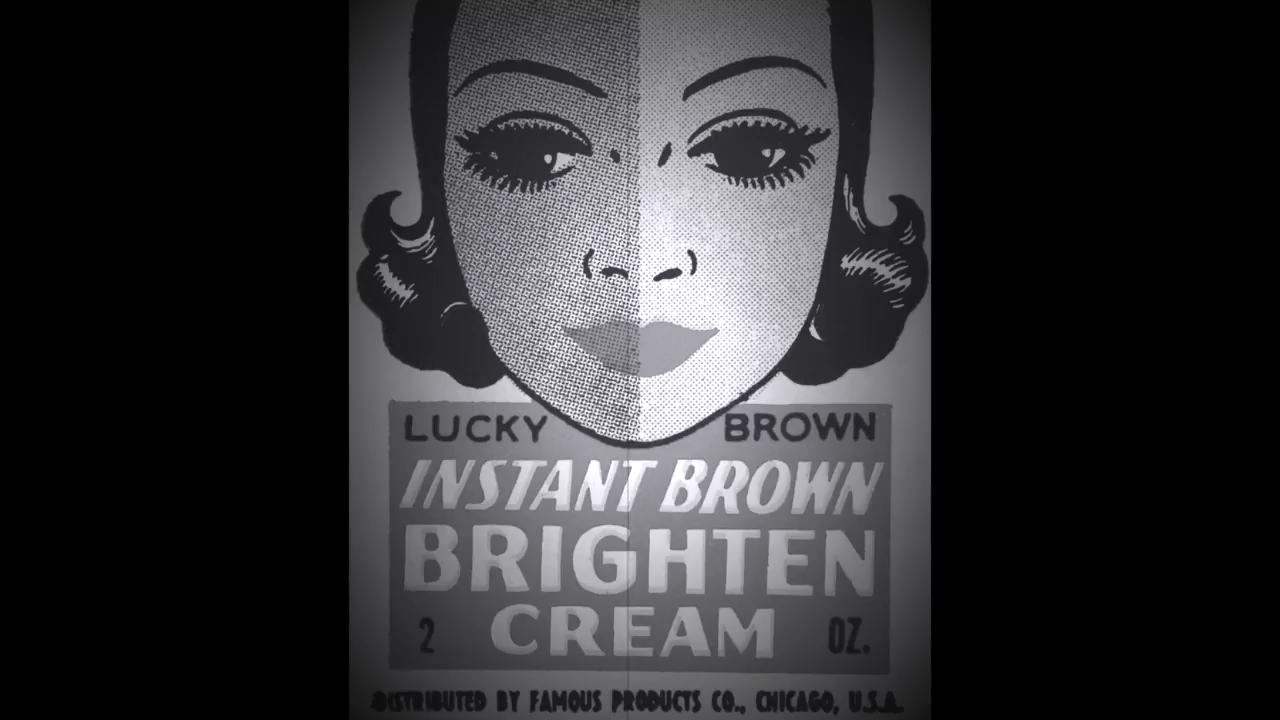 LUCKY BROWN
INSTANT BROWN
BRIGHTEN
CREAM
2 OZ.
DISTRIBUTED BY FAMOUS PRODUCTS CO., CHICAGO, U.S.A.